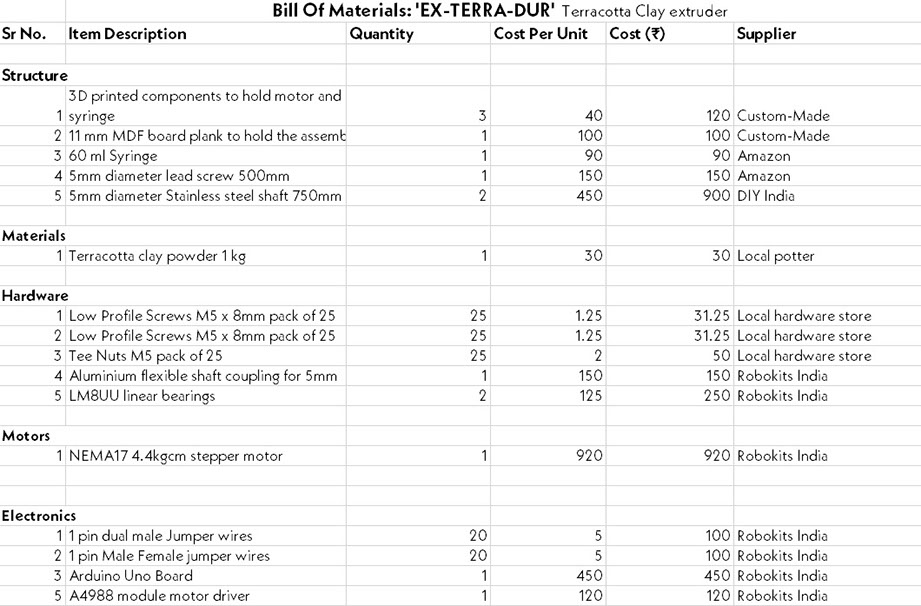 Bill Of Materials: 'EX-TERRA-DUR' Terracotta Clay extruder
Sr No. Item Description Quantity Cost Per Unit Cost (₹) Supplier
Structure
3D printed components to hold motor and
1 syringe 3 40 120 Custom-Made
2 11 mm MDF board plank to hold the assemb 1 100 100 Custom-Made
3 60 ml Syringe 1 90 90 Amazon
4 5mm diameter lead screw 500mm 1 150 150 Amazon
5 5mm diameter Stainless steel shaft 750mm 2 450 900 DIY India
Materials
1 Terracotta clay powder 1 kg 1 30 30 Local potter
Hardware
1 Low Profile Screws M5 x 8mm pack of 25 25 1.25 31.25 Local hardware store
2 Low Profile Screws M5 x 8mm pack of 25 25 1.25 31.25 Local hardware store
3 Tee Nuts M5 pack of 25 25 2 50 Local hardware store
4 Aluminium flexible shaft coupling for 5mm 1 150 150 Robokits India
5 LM8UU linear bearings 2 125 250 Robokits India
Motors
1 NEMA17 4.4kgcm stepper motor 1 920 920 Robokits India
Electronics
1 1 pin dual male Jumper wires 20 5 100 Robokits India
2 1 pin Male Female jumper wires 20 5 100 Robokits India
3 Arduino Uno Board 1 450 450 Robokits India
5 A4988 module motor driver 1 120 120 Robokits India